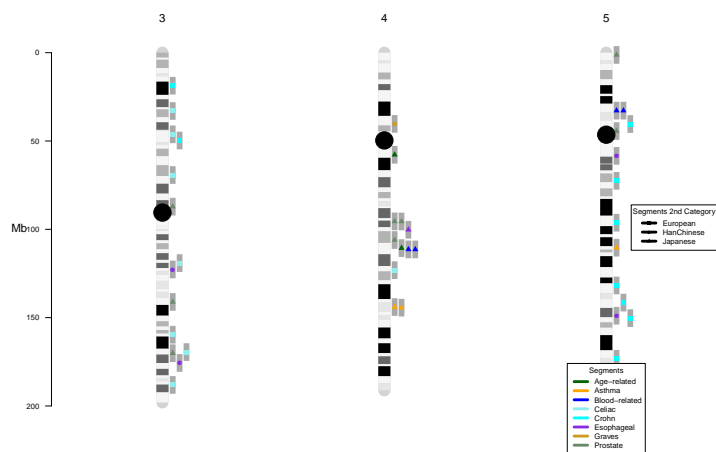 3 4 5
0
50
Mb
100
150
200
Segments 2nd Category
European
HanChinese
Japanese
Segments
Age−related
Asthma
Blood−related
Celiac
Crohn
Esophageal
Graves
Prostate